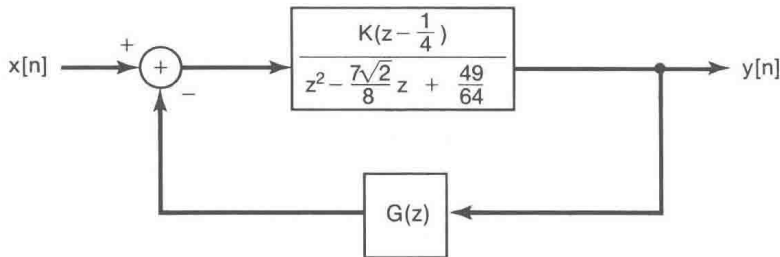 x[n]
+
+
−
K(z − 1/4)
z² − 7√2/8 z + 49/64
y[n]
G(z)